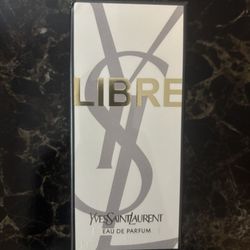 LIBRE
YVESSAINTLAURENT
EAU DE PARFUM